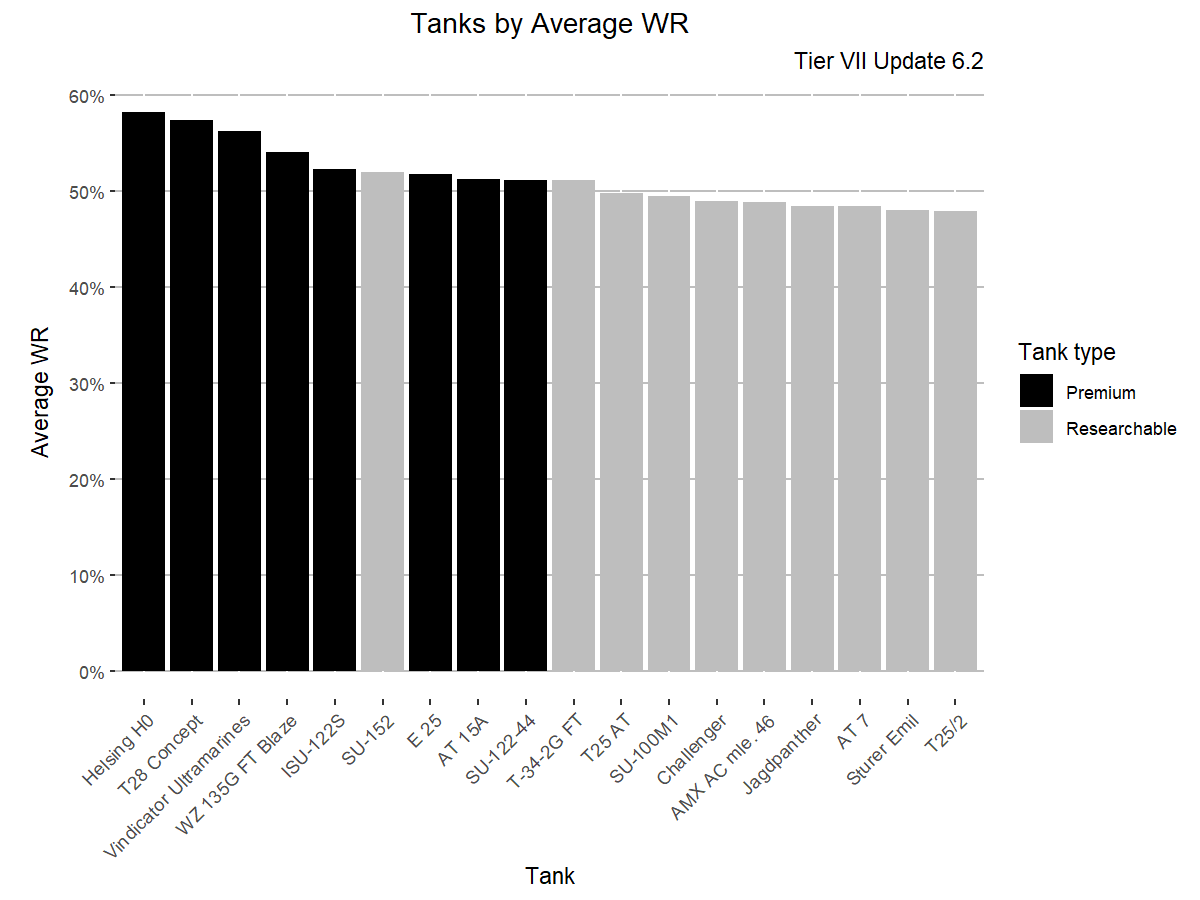 Tanks by Average WR
Tier VII Update 6.2
60%
50%
40%
30%
20%
10%
0%
Average WR
Helsing H0
T28 Concept
Vindicator Ultramarines
WZ 135G FT Blaze
ISU-122S
SU-152
E 25
AT 15A
SU-122-44
T-34-2G FT
T25 AT
SU-100M1
Challenger
AMX AC mle. 46
Jagdpanther
AT 7
Sturer Emil
T25/2
Tank
Tank type
Premium
Researchable